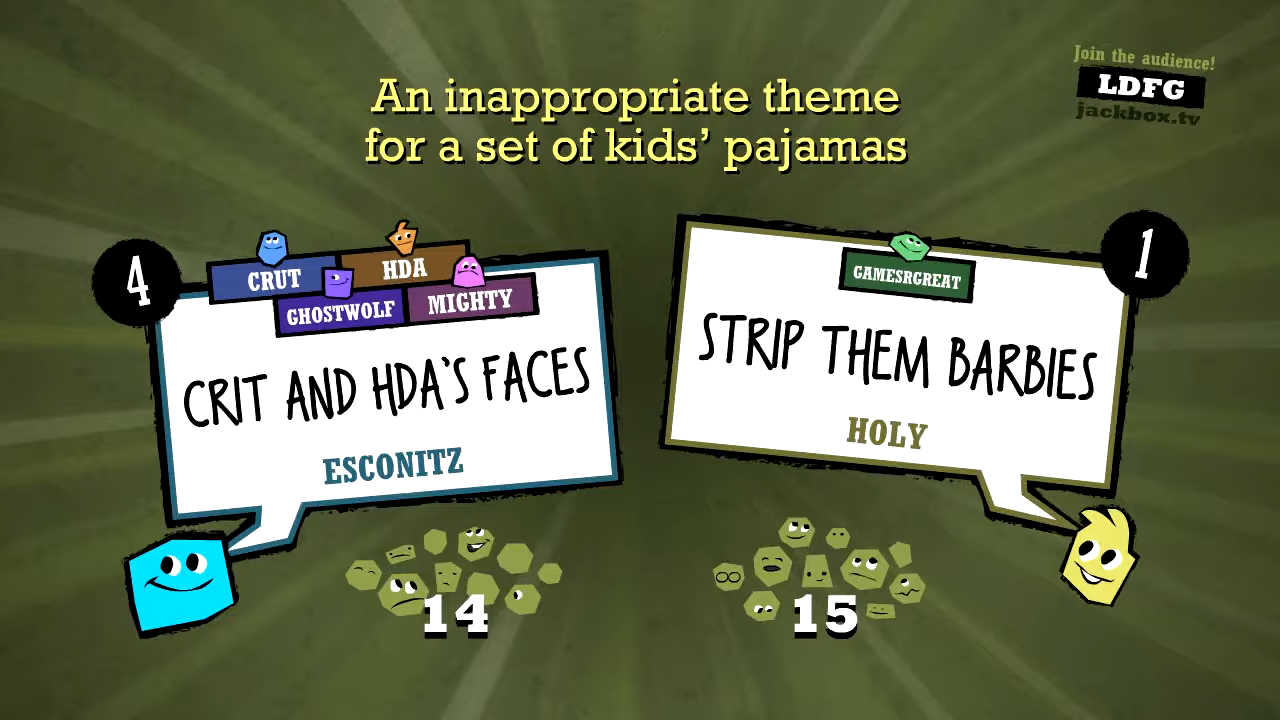 Join the audience!
LDFG
jackbox.tv
An inappropriate theme
for a set of kids’ pajamas
4
CRUT
HDA
GHOSTWOLF
MIGHTY
CRIT AND HDA'S FACES
ESCONITZ
14
1
GAMESRGREAT
STRIP THEM BARBIES
HOLY
15